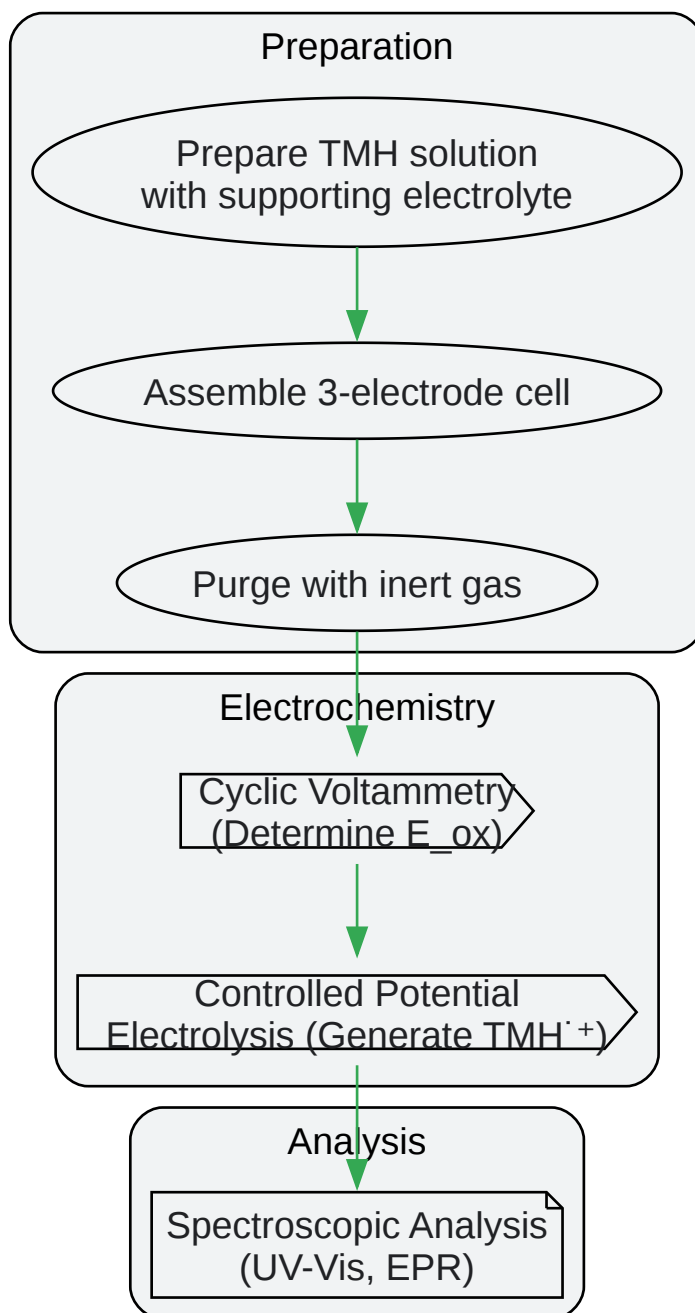 Preparation
Prepare TMH solution
with supporting electrolyte
Assemble 3-electrode cell
Purge with inert gas
Electrochemistry
Cyclic Voltammetry
(Determine E_ox)
Controlled Potential
Electrolysis (Generate TMH˙⁺)
Analysis
Spectroscopic Analysis
(UV-Vis, EPR)